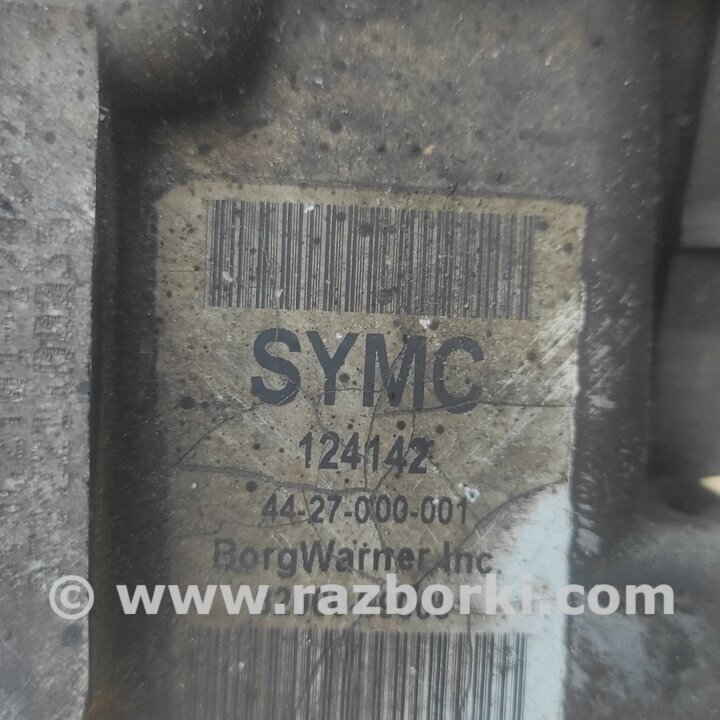 SYMC
124142
44-27-000-001
BorgWarner Inc.
© www.razborki.com